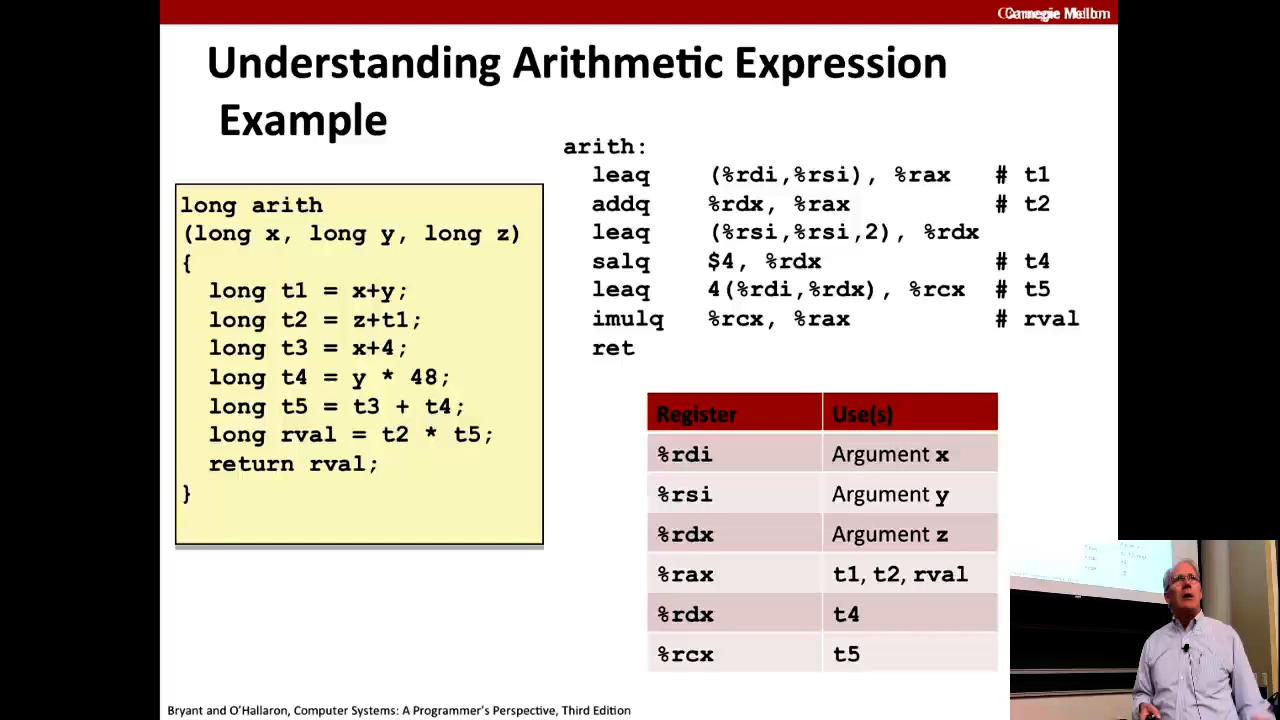 Carnegie Mellon
Understanding Arithmetic Expression
Example
long arith
(long x, long y, long z)
{
  long t1 = x+y;
  long t2 = z+t1;
  long t3 = x+4;
  long t4 = y * 48;
  long t5 = t3 + t4;
  long rval = t2 * t5;
  return rval;
}
arith:
  leaq    (%rdi,%rsi), %rax   # t1
  addq    %rdx, %rax          # t2
  leaq    (%rsi,%rsi,2), %rdx
  salq    $4, %rdx            # t4
  leaq    4(%rdi,%rdx), %rcx  # t5
  imulq   %rcx, %rax          # rval
  ret
Register Use(s)
%rdi Argument x
%rsi Argument y
%rdx Argument z
%rax t1, t2, rval
%rdx t4
%rcx t5
Bryant and O'Hallaron, Computer Systems: A Programmer's Perspective, Third Edition